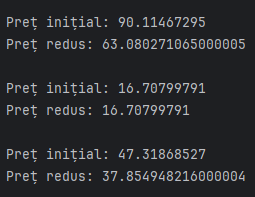 Preț inițial: 90.11467295
Preț redus: 63.080271065000005
Preț inițial: 16.70799791
Preț redus: 16.70799791
Preț inițial: 47.31868527
Preț redus: 37.854948216000004